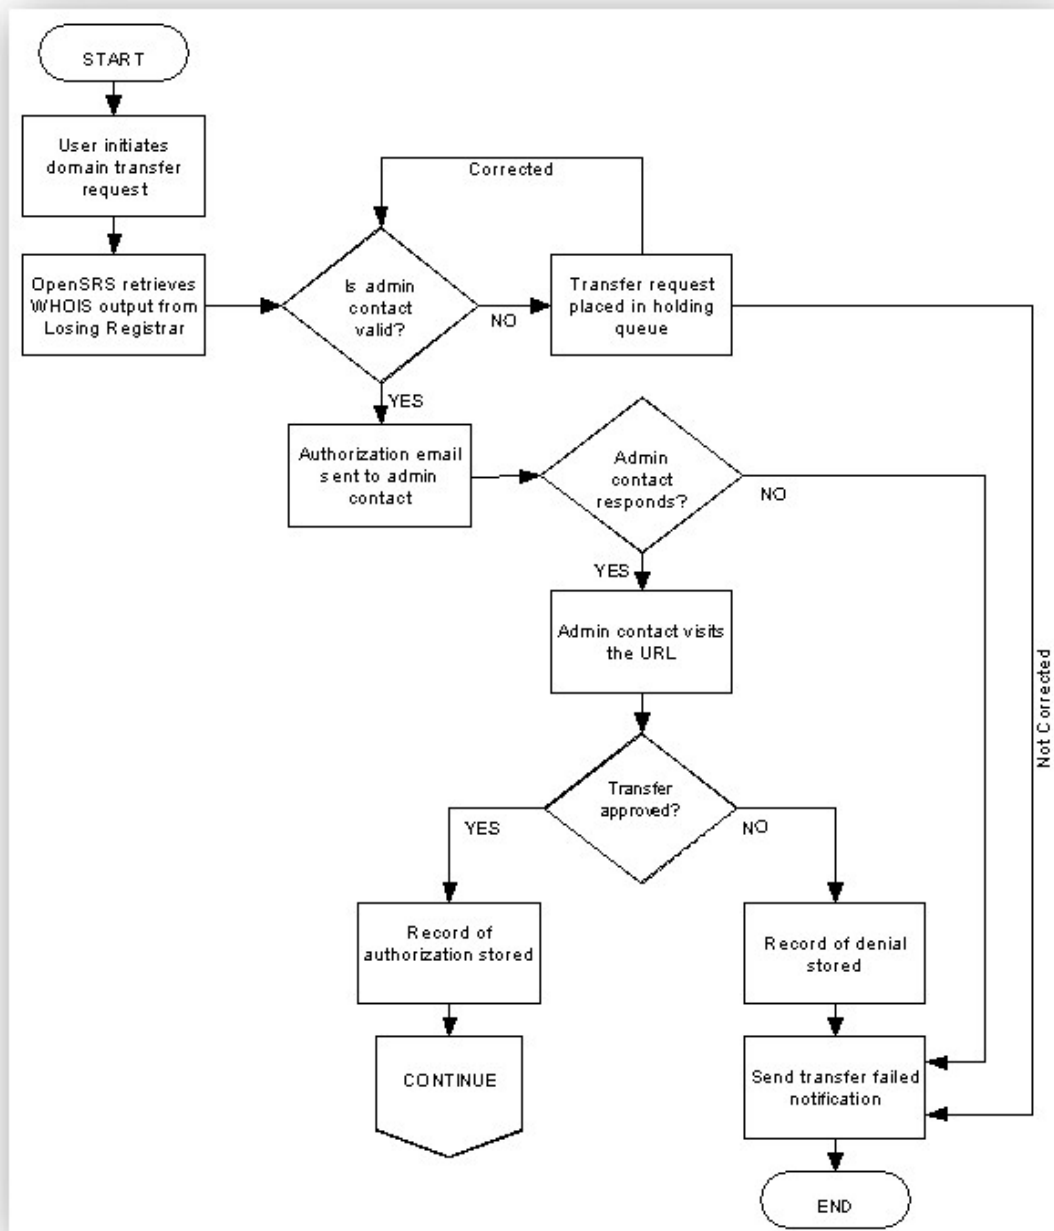 START
User initiates
domain transfer
request
Corrected
OpenSRS retrieves
WHOIS output from
Losing Registrar
Is admin
contact
valid?
NO
Transfer request
placed in holding
queue
YES
Authorization email
sent to admin
contact
Admin
contact
responds?
NO
YES
Admin contact visits
the URL
Not Corrected
Transfer
approved?
YES
NO
Record of
authorization stored
Record of denial
stored
CONTINUE
Send transfer failed
notification
END